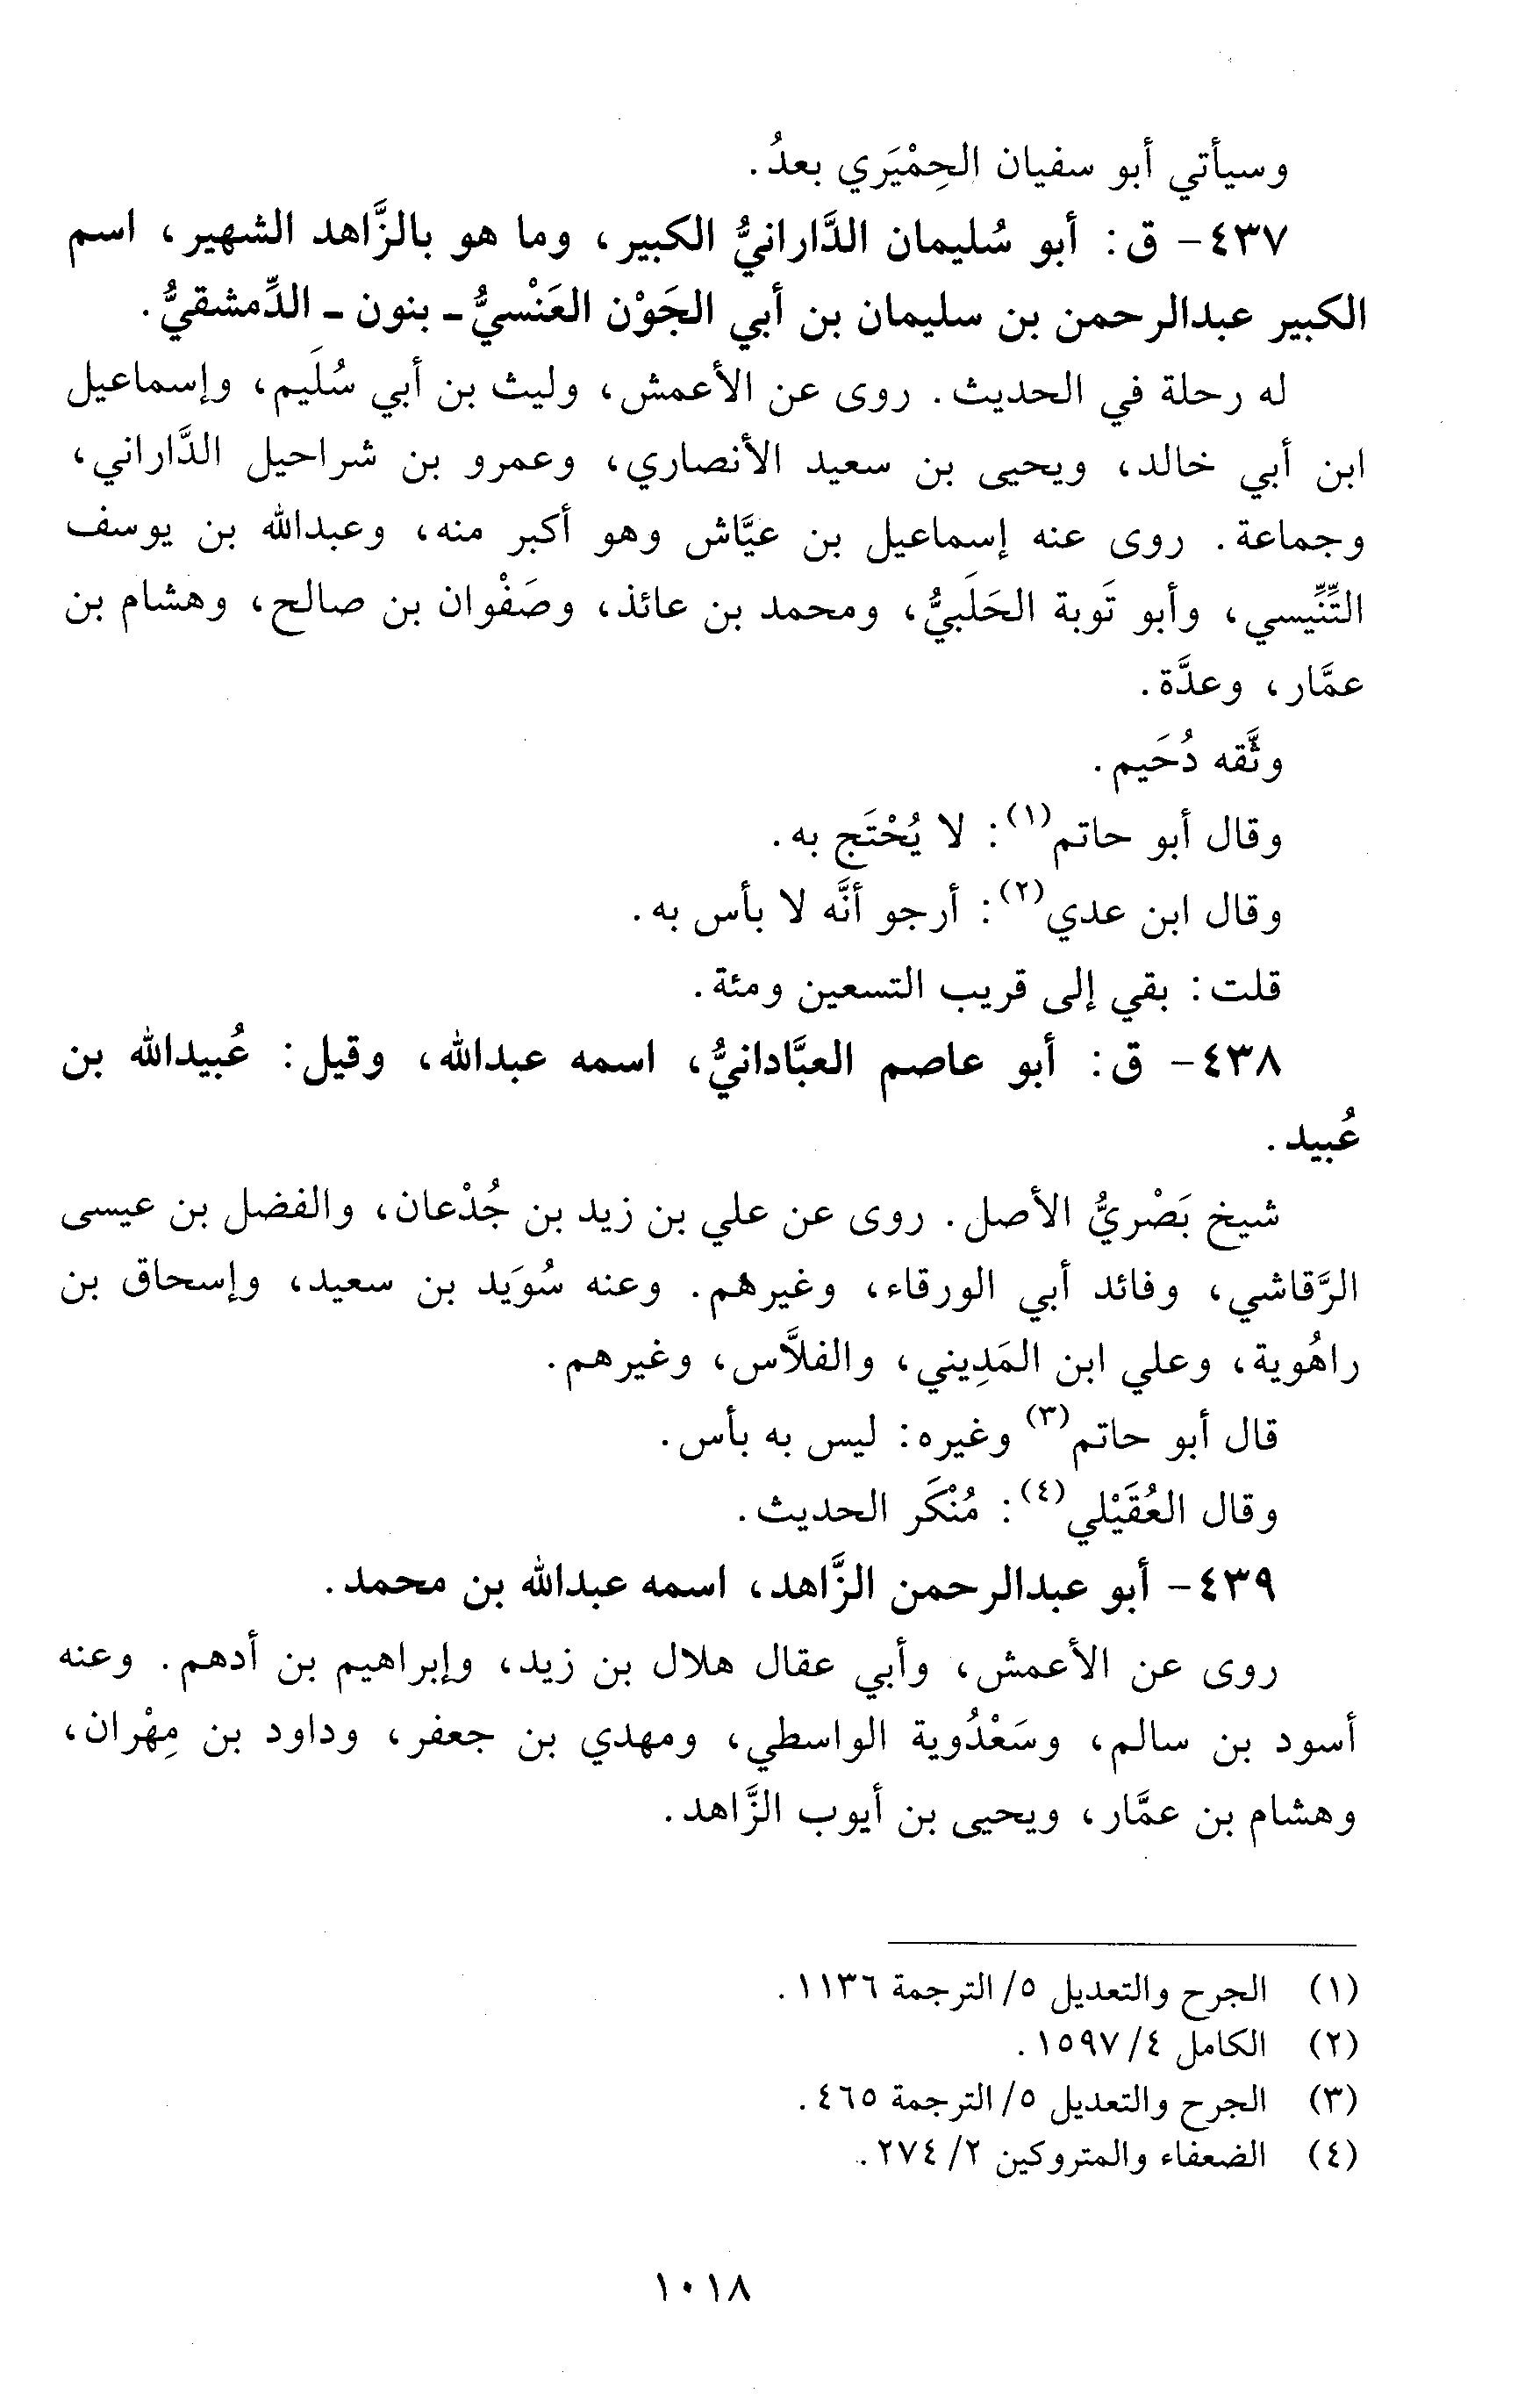 وسيأتي أبو سفيان الحِمْيَري بعدُ.
٤٣٧- ق: أبو سُليمان الدَّارانيُّ الكبير، وما هو بالزَّاهد الشهير، اسم
الكبير عبدالرحمن بن سليمان بن أبي الجَوْن العَنْسيُّ - بنون - الدِّمشقيُّ.
له رحلة في الحديث. روى عن الأعمش، وليث بن أبي سُلَيم، وإسماعيل
ابن أبي خالد، ويحيى بن سعيد الأنصاري، وعمرو بن شراحيل الدَّاراني،
وجماعة. روى عنه إسماعيل بن عيَّاش وهو أكبر منه، وعبدالله بن يوسف
التِّنِّيسي، وأبو تَوبة الحَلَبيُّ، ومحمد بن عائذ، وصَفْوان بن صالح، وهشام بن
عمَّار، وعدَّة.
وثَّقه دُحَيم.
وقال أبو حاتم(١): لا يُحْتَج به.
وقال ابن عدي(٢): أرجو أنَّه لا بأس به.
قلت: بقي إلى قريب التسعين ومئة.
٤٣٨- ق: أبو عاصم العبَّادانيُّ، اسمه عبدالله، وقيل: عُبيدالله بن
عُبيد.
شيخ بَصْريُّ الأصل. روى عن علي بن زيد بن جُدْعان، والفضل بن عيسى
الرَّقاشي، وفائد أبي الورقاء، وغيرهم. وعنه سُوَيد بن سعيد، وإسحاق بن
راهُوية، وعلي ابن المَدِيني، والفلاَّس، وغيرهم.
قال أبو حاتم(٣) وغيره: ليس به بأس.
وقال العُقَيْلي(٤): مُنْكَر الحديث.
٤٣٩- أبو عبدالرحمن الزَّاهد، اسمه عبدالله بن محمد.
روى عن الأعمش، وأبي عقال هلال بن زيد، وإبراهيم بن أدهم. وعنه
أسود بن سالم، وسَعْدُوية الواسطي، ومهدي بن جعفر، وداود بن مِهْران،
وهشام بن عمَّار، ويحيى بن أيوب الزَّاهد.
(١) الجرح والتعديل ٥/ الترجمة ١١٣٦.
(٢) الكامل ٤/ ١٥٩٧.
(٣) الجرح والتعديل ٥/ الترجمة ٤٦٥.
(٤) الضعفاء والمتروكين ٢/ ٢٧٤.
١٠١٨